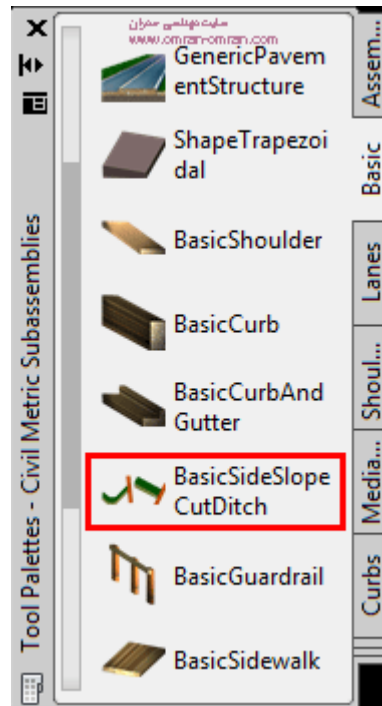 سایت مهندسی عمران
www.omran-omran.com
GenericPavem
entStructure
ShapeTrapezoi
dal
BasicShoulder
BasicCurb
BasicCurbAnd
Gutter
BasicSideSlope
CutDitch
BasicGuardrail
BasicSidewalk
Assem...
Basic
Lanes
Shoul...
Media...
Curbs
Tool Palettes - Civil Metric Subassemblies